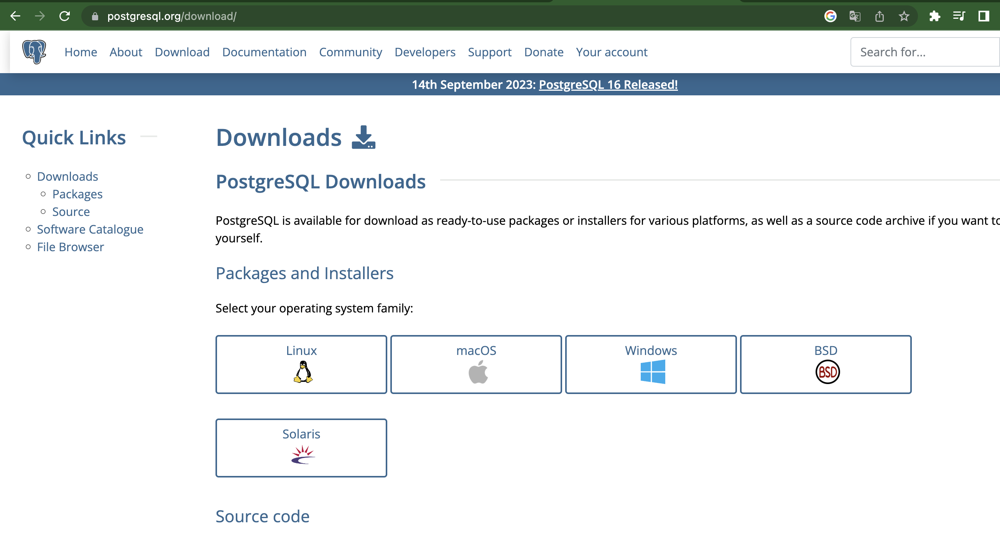 postgresql.org/download/
Home About Download Documentation Community Developers Support Donate Your account
Search for...
14th September 2023: PostgreSQL 16 Released!
Quick Links
Downloads
Packages
Source
Software Catalogue
File Browser
Downloads
PostgreSQL Downloads
PostgreSQL is available for download as ready-to-use packages or installers for various platforms, as well as a source code archive if you want to
yourself.
Packages and Installers
Select your operating system family:
Linux
macOS
Windows
BSD
BSD
Solaris
Source code